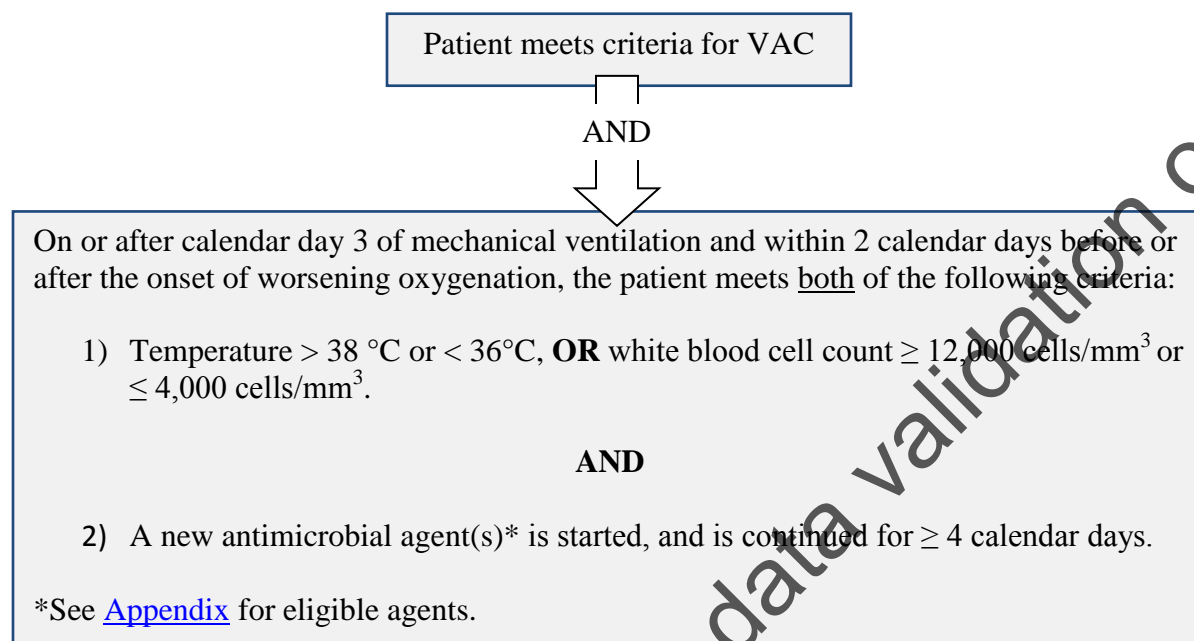 Patient meets criteria for VAC
AND
On or after calendar day 3 of mechanical ventilation and within 2 calendar days before or
after the onset of worsening oxygenation, the patient meets both of the following criteria:
1) Temperature > 38 °C or < 36°C, OR white blood cell count ≥ 12,000 cells/mm³ or
≤ 4,000 cells/mm³.
AND
2) A new antimicrobial agent(s)* is started, and is continued for ≥ 4 calendar days.
*See Appendix for eligible agents.
data validation